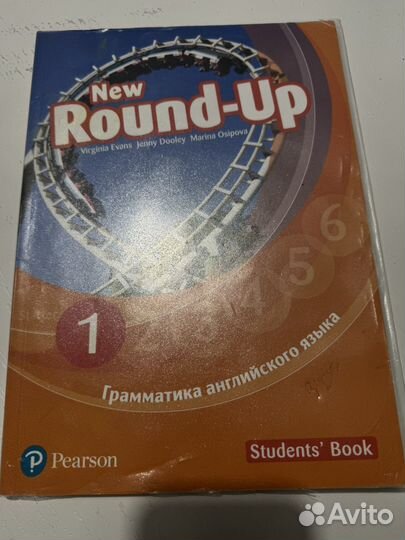 New
Round-Up
Virginia Evans Jenny Dooley Marina Osipova
6
5
4
1
Грамматика английского языка
Students' Book
Pearson
Avito